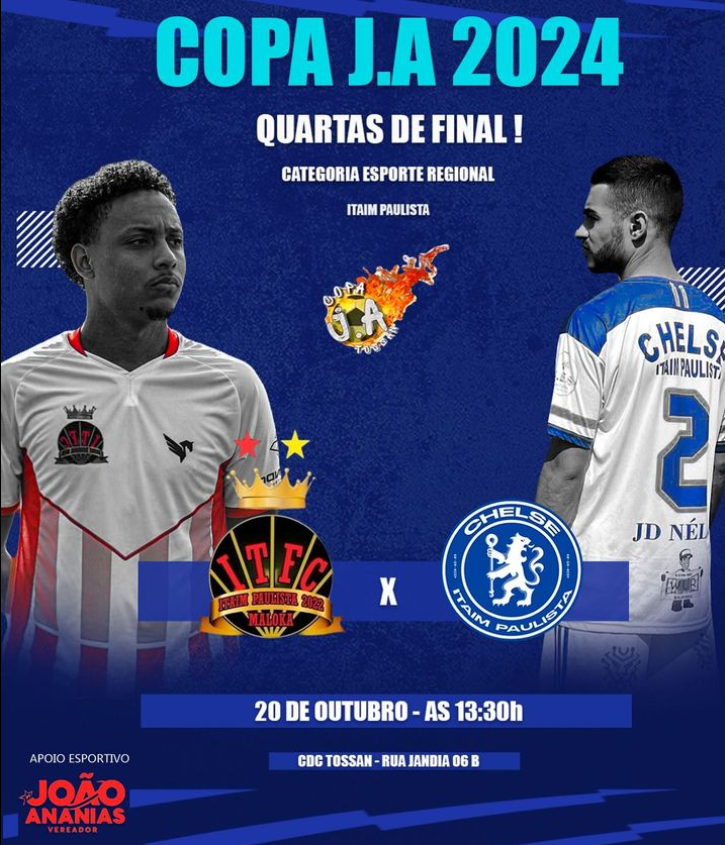 COPA J.A 2024
QUARTAS DE FINAL !
CATEGORIA ESPORTE REGIONAL
ITAIM PAULISTA
COPA
J.A
TOSSAN
CHELSE
ITAIM PAULIST
2
JD NÉL
ITFC
ITAIM PAULISTA 2022
MALOKA
X
CHELSE
ITAIM PAULISTA
20 DE OUTUBRO - AS 13:30h
CDC TOSSAN - RUA JANDIA 06 B
APOIO ESPORTIVO
JOÃO
ANANIAS
VEREADOR